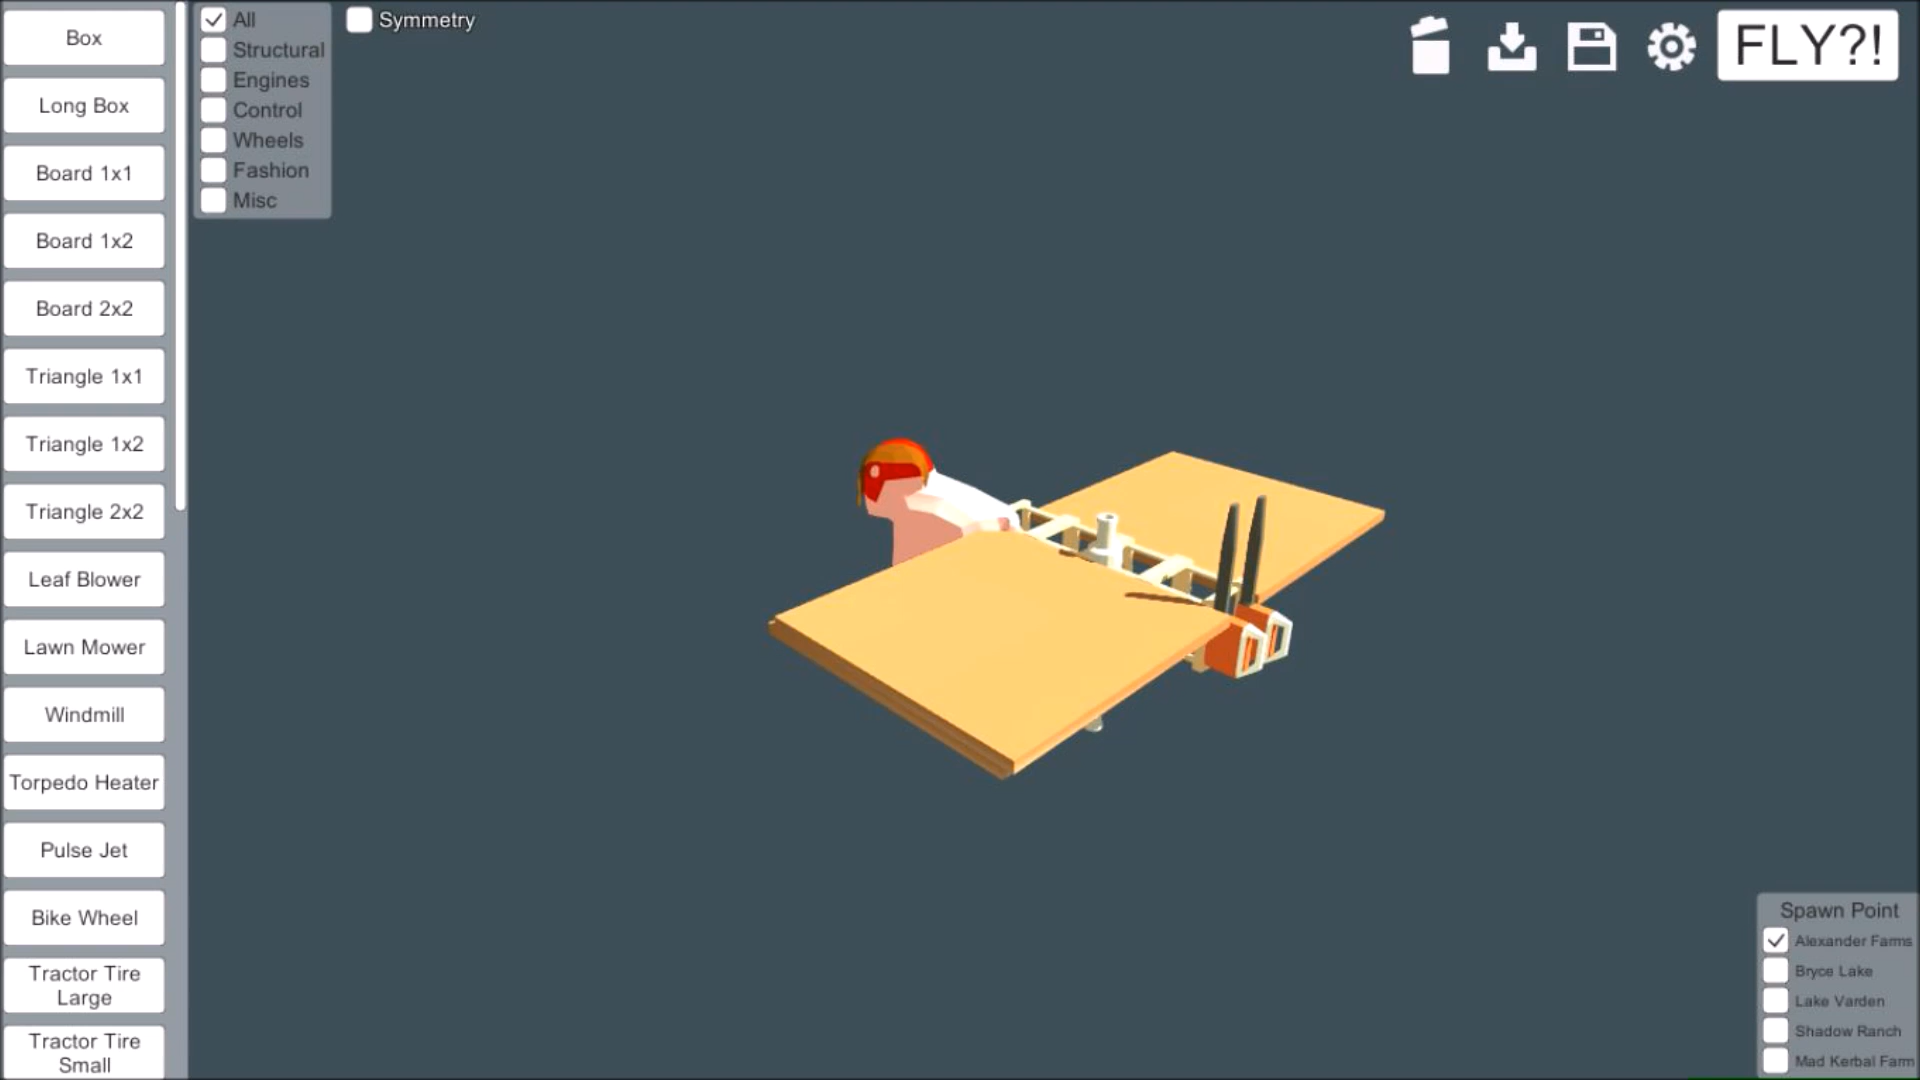 Box
Long Box
Board 1x1
Board 1x2
Board 2x2
Triangle 1x1
Triangle 1x2
Triangle 2x2
Leaf Blower
Lawn Mower
Windmill
Torpedo Heater
Pulse Jet
Bike Wheel
Tractor Tire
Large
Tractor Tire
Small
All
Structural
Engines
Control
Wheels
Fashion
Misc
Symmetry
FLY?!
Spawn Point
Alexander Farms
Bryce Lake
Lake Varden
Shadow Ranch
Mad Kerbal Farm